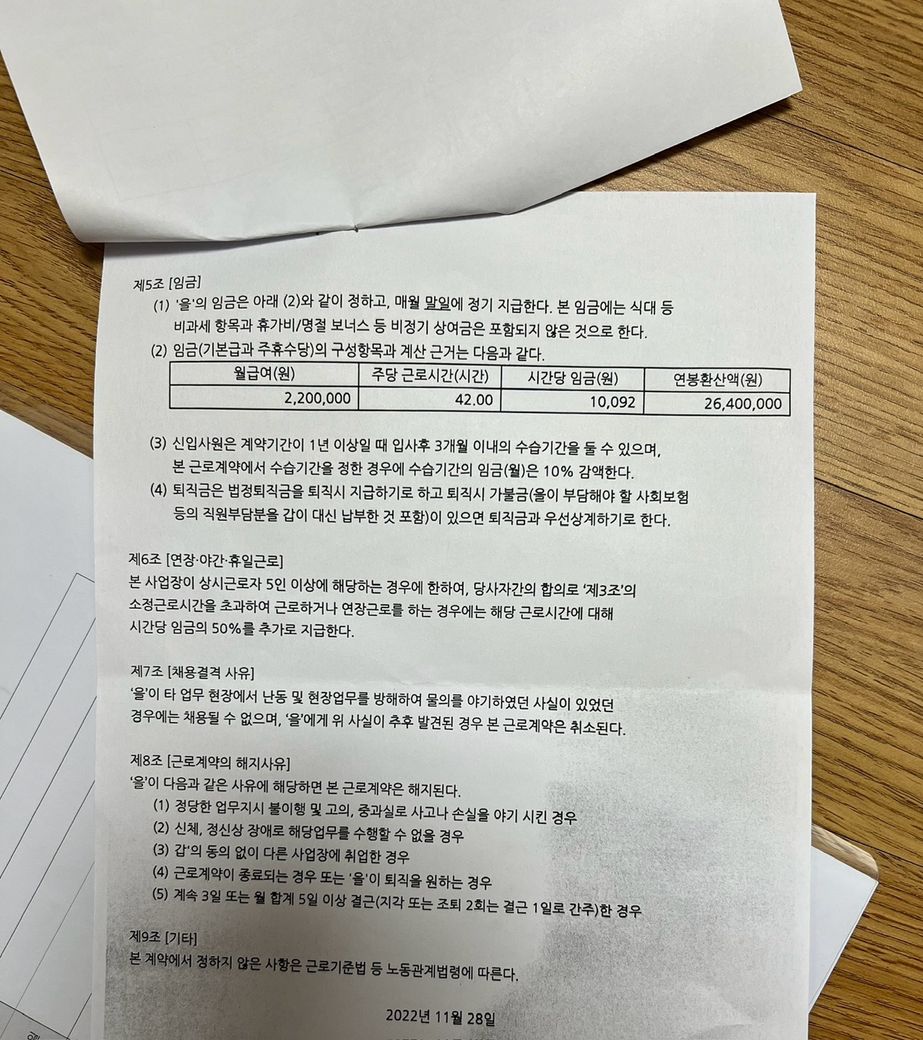 제5조 [임금]
(1) '을'의 임금은 아래 (2)와 같이 정하고, 매월 말일에 정기 지급한다. 본 임금에는 식대 등
비과세 항목과 휴가비/명절 보너스 등 비정기 상여금은 포함되지 않은 것으로 한다.
(2) 임금(기본급과 주휴수당)의 구성항목과 계산 근거는 다음과 같다.
월급여(원) 주당 근로시간(시간) 시간당 임금(원) 연봉환산액(원)
2,200,000 42.00 10,092 26,400,000
(3) 신입사원은 계약기간이 1년 이상일 때 입사후 3개월 이내의 수습기간을 둘 수 있으며,
본 근로계약에서 수습기간을 정한 경우에 수습기간의 임금(월)은 10% 감액한다.
(4) 퇴직금은 법정퇴직금을 퇴직시 지급하기로 하고 퇴직시 가불금(을이 부담해야 할 사회보험
등의 직원부담분을 갑이 대신 납부한 것 포함)이 있으면 퇴직금과 우선상계하기로 한다.
제6조 [연장·야간·휴일근로]
본 사업장이 상시근로자 5인 이상에 해당하는 경우에 한하여, 당사자간의 합의로 '제3조'의
소정근로시간을 초과하여 근로하거나 연장근로를 하는 경우에는 해당 근로시간에 대해
시간당 임금의 50%를 추가로 지급한다.
제7조 [채용결격 사유]
'을'이 타 업무 현장에서 난동 및 현장업무를 방해하여 물의를 야기하였던 사실이 있었던
경우에는 채용될 수 없으며, '을'에게 위 사실이 추후 발견된 경우 본 근로계약은 취소된다.
제8조 [근로계약의 해지사유]
'을'이 다음과 같은 사유에 해당하면 본 근로계약은 해지된다.
(1) 정당한 업무지시 불이행 및 고의, 중과실로 사고나 손실을 야기 시킨 경우
(2) 신체, 정신상 장애로 해당업무를 수행할 수 없을 경우
(3) 갑'의 동의 없이 다른 사업장에 취업한 경우
(4) 근로계약이 종료되는 경우 또는 '을'이 퇴직을 원하는 경우
(5) 계속 3일 또는 월 합계 5일 이상 결근(지각 또는 조퇴 2회는 결근 1일로 간주)한 경우
제9조 [기타]
본 계약에서 정하지 않은 사항은 근로기준법 등 노동관계법령에 따른다.
2022년 11월 28일